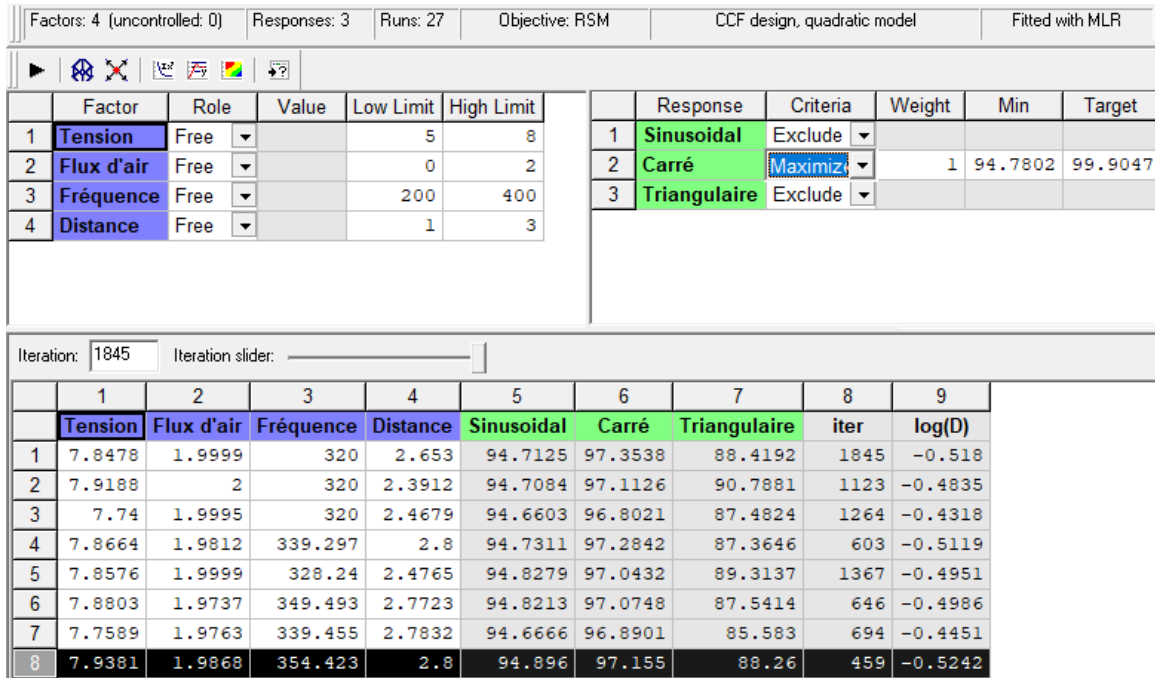 Factors: 4 (uncontrolled: 0) Responses: 3 Runs: 27 Objective: RSM CCF design, quadratic model Fitted with MLR
Factor Role Value Low Limit High Limit
1 Tension Free 5 8
2 Flux d'air Free 0 2
3 Fréquence Free 200 400
4 Distance Free 1 3
Response Criteria Weight Min Target
1 Sinusoidal Exclude
2 Carré Maximize 1 94.7802 99.9047
3 Triangulaire Exclude
Iteration: 1845 Iteration slider:
1 2 3 4 5 6 7 8 9
Tension Flux d'air Fréquence Distance Sinusoidal Carré Triangulaire iter log(D)
1 7.8478 1.9999 320 2.653 94.7125 97.3538 88.4192 1845 -0.518
2 7.9188 2 320 2.3912 94.7084 97.1126 90.7881 1123 -0.4835
3 7.74 1.9995 320 2.4679 94.6603 96.8021 87.4824 1264 -0.4318
4 7.8664 1.9812 339.297 2.8 94.7311 97.2842 87.3646 603 -0.5119
5 7.8576 1.9999 328.24 2.4765 94.8279 97.0432 89.3137 1367 -0.4951
6 7.8803 1.9737 349.493 2.7723 94.8213 97.0748 87.5414 646 -0.4986
7 7.7589 1.9763 339.455 2.7832 94.6666 96.8901 85.583 694 -0.4451
8 7.9381 1.9868 354.423 2.8 94.896 97.155 88.26 459 -0.5242